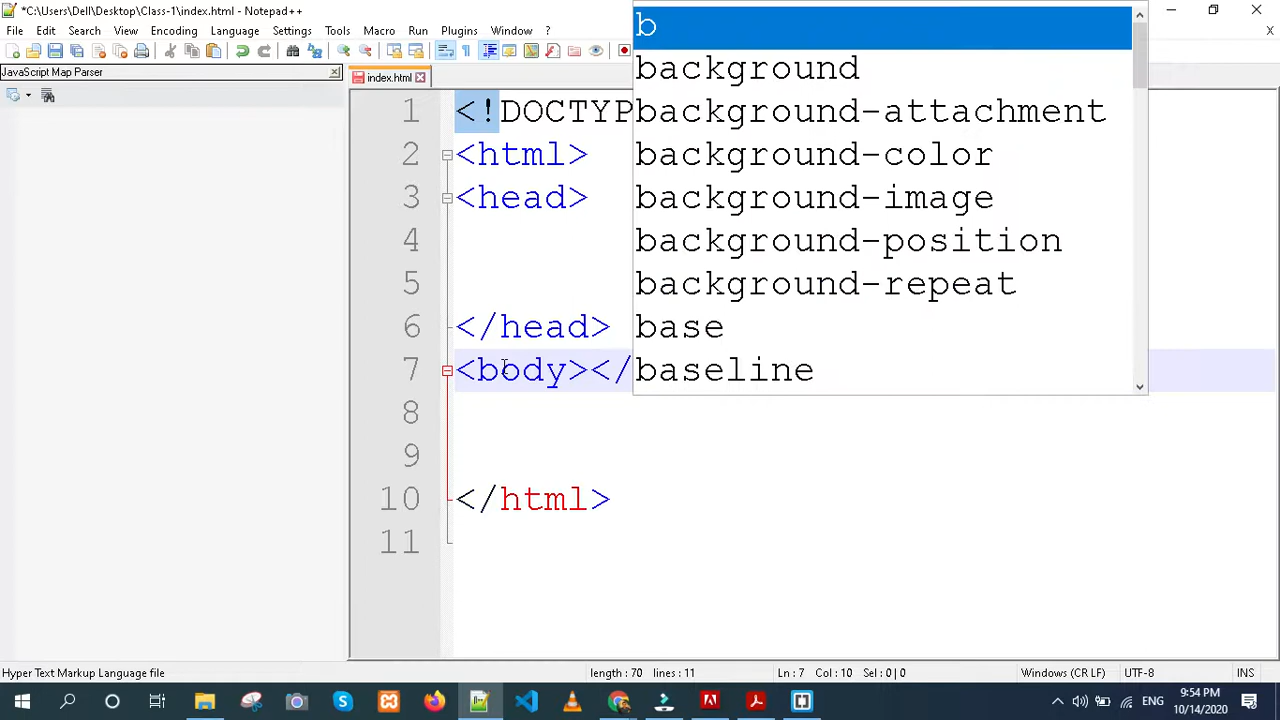 *C:\Users\Dell\Desktop\Class-1\index.html - Notepad++
File Edit Search View Encoding Language Settings Tools Macro Run Plugins Window ?
X
JavaScript Map Parser
index.html
1 <!DOCTYP
2 <html>
3 <head>
4
5
6 </head>
7 <body></
8
9
10 </html>
11
b
background
background-attachment
background-color
background-image
background-position
background-repeat
base
baseline
Hyper Text Markup Language file length : 70 lines : 11 Ln : 7 Col : 10 Sel : 0 | 0 Windows (CR LF) UTF-8 INS
ENG
9:54 PM
10/14/2020